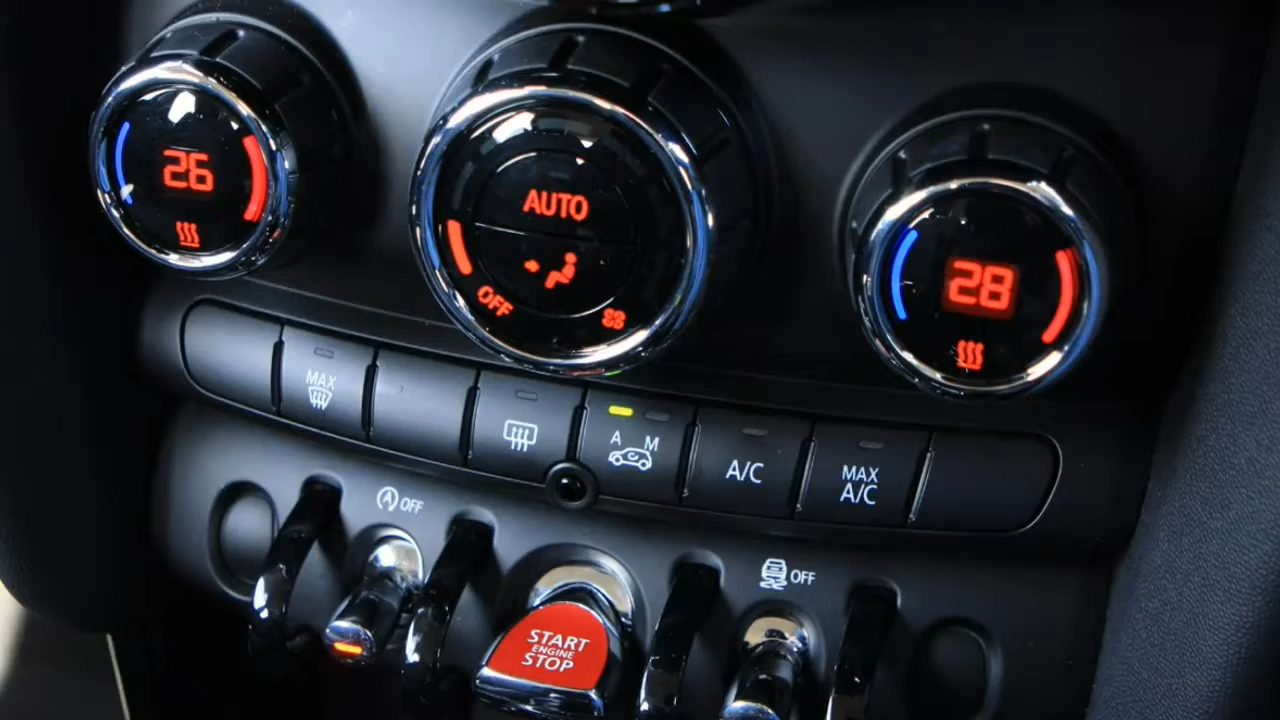 26
AUTO
OFF
28
MAX
A M
A/C
MAX
A/C
A OFF
OFF
START
ENGINE
STOP